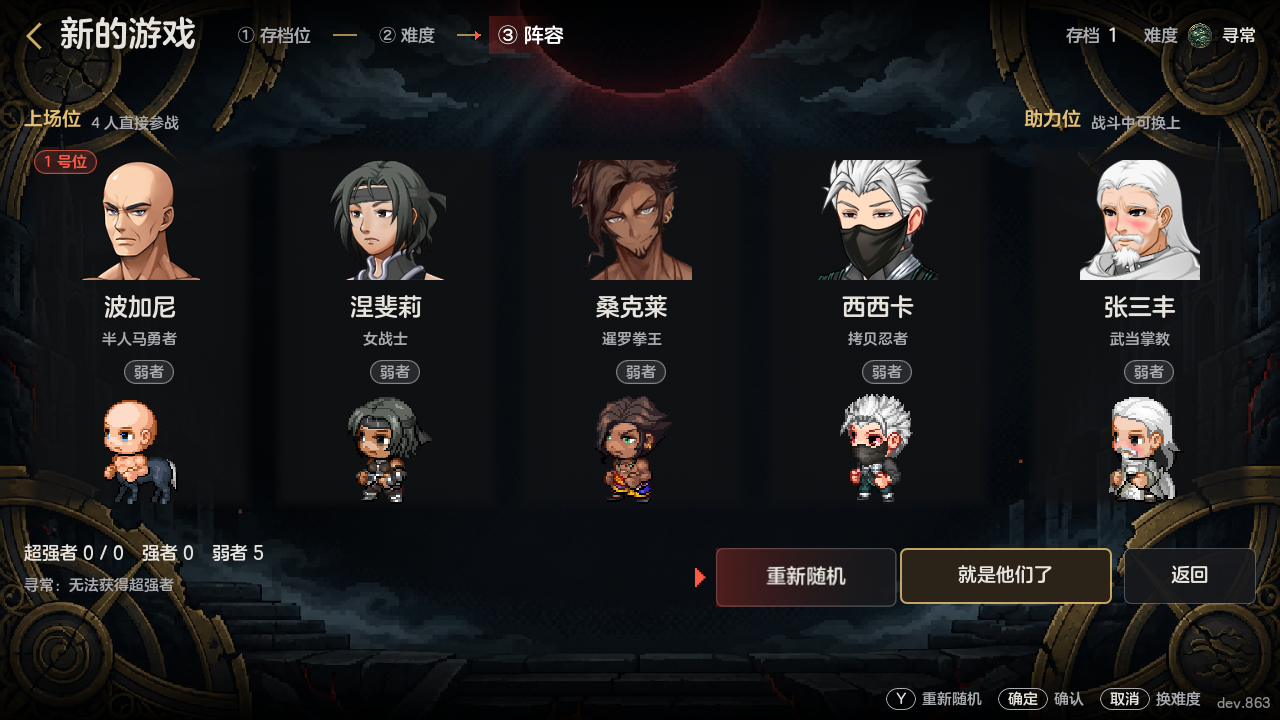 新的游戏 ① 存档位 ② 难度 ③ 阵容 存档 1 难度 寻常
上场位 4 人直接参战 助力位 战斗中可换上
1 号位
波加尼 涅斐莉 桑克莱 西西卡 张三丰
半人马勇者 女战士 暹罗拳王 拷贝忍者 武当掌教
弱者 弱者 弱者 弱者 弱者
超强者 0 / 0 强者 0 弱者 5
寻常：无法获得超强者
重新随机 就是他们了 返回
Y 重新随机 确定 确认 取消 换难度 dev.863